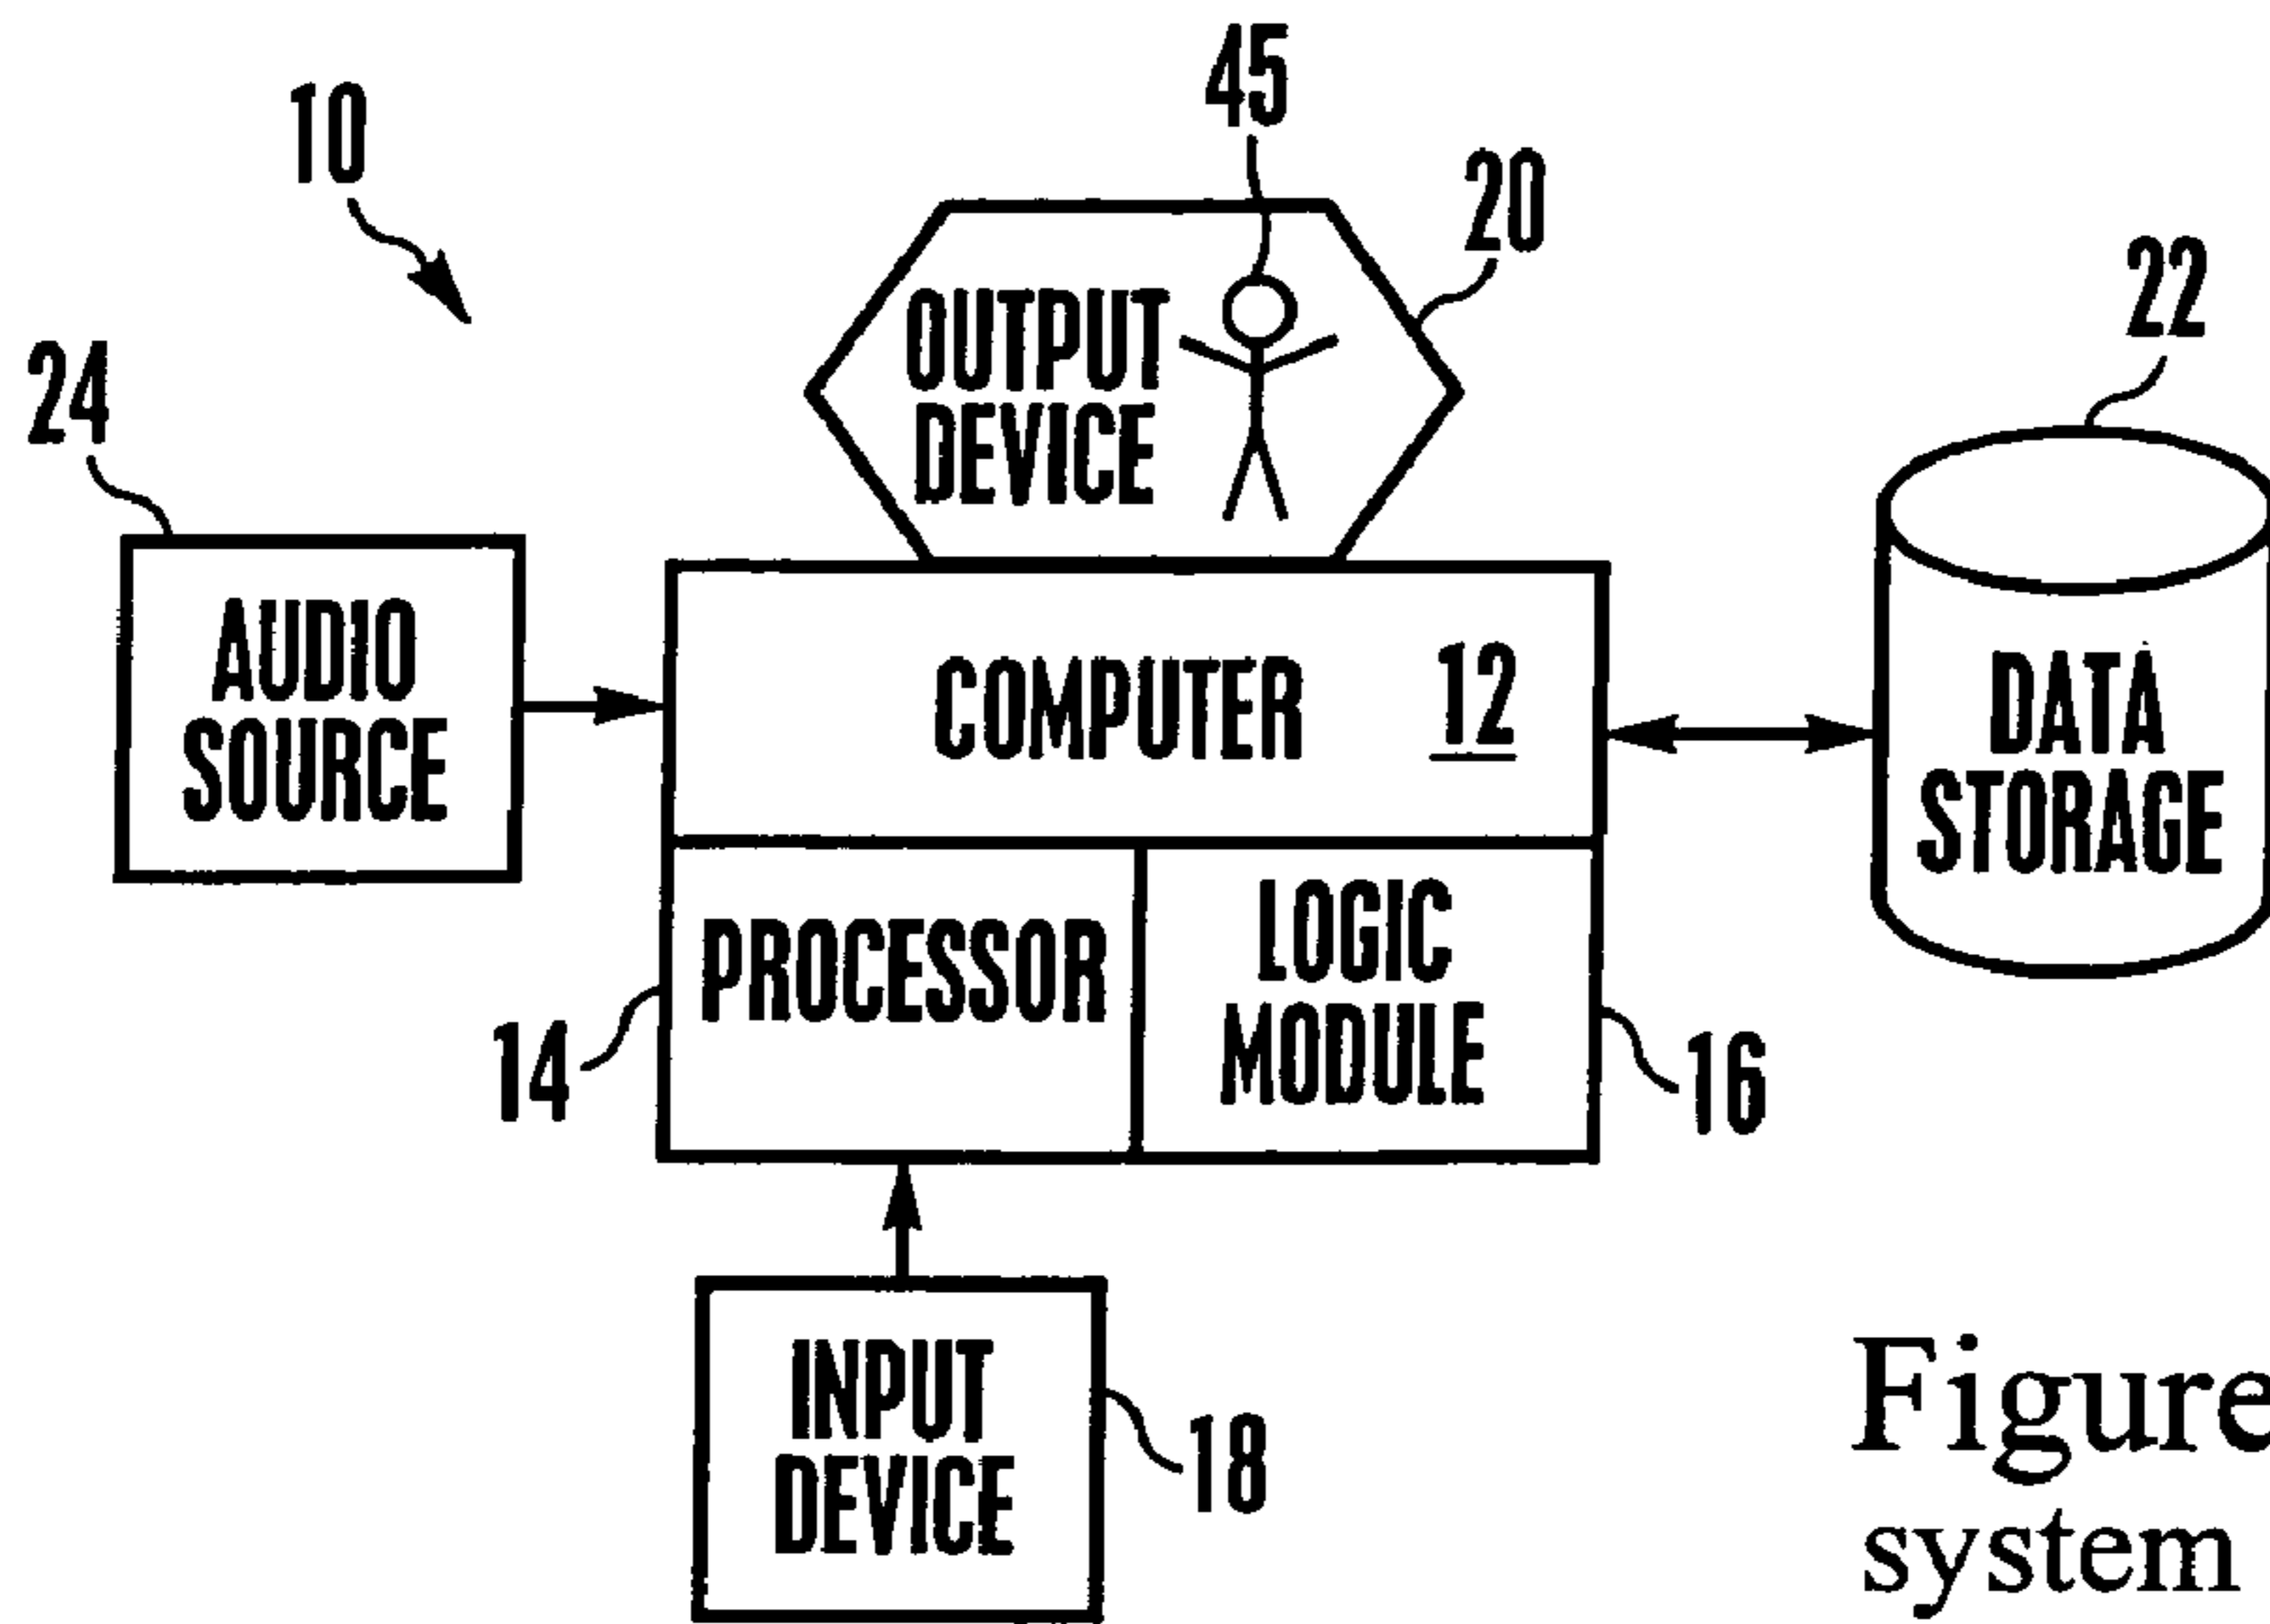 45
10
20
22
24
OUTPUT
DEVICE
AUDIO
SOURCE
COMPUTER 12
DATA
STORAGE
PROCESSOR
LOGIC
MODULE
14
16
INPUT
DEVICE
18
Figure
system